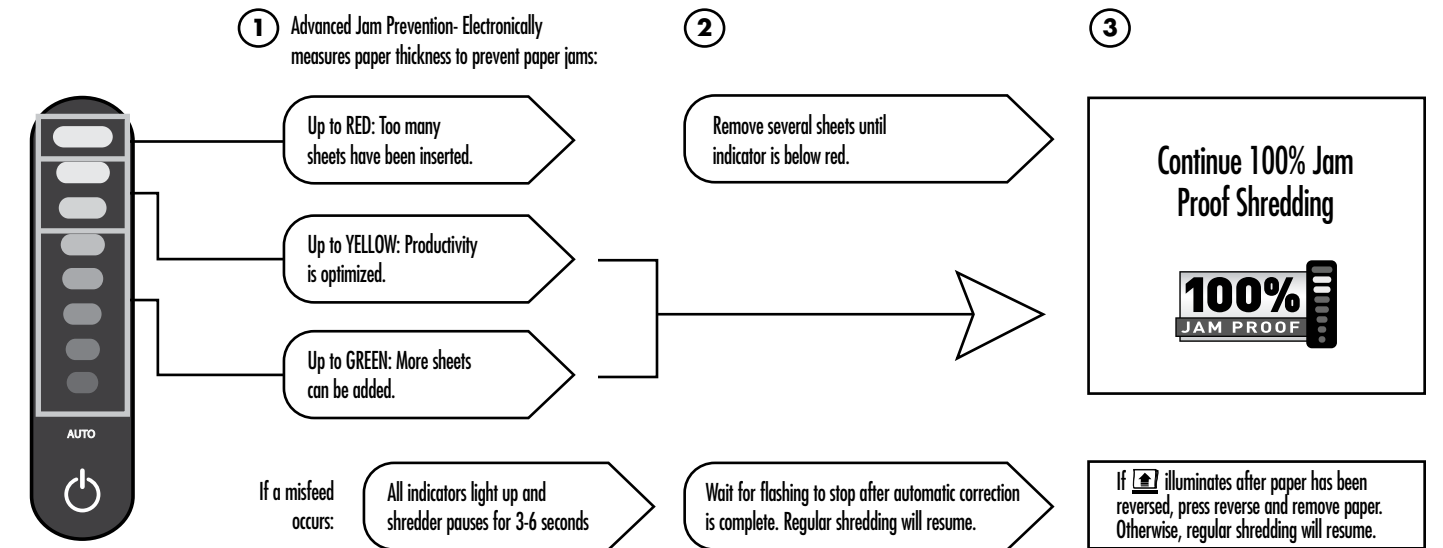 1
Advanced Jam Prevention- Electronically
measures paper thickness to prevent paper jams:
2
3
Up to RED: Too many
sheets have been inserted.
Remove several sheets until
indicator is below red.
Continue 100% Jam
Proof Shredding
100%
JAM PROOF
Up to YELLOW: Productivity
is optimized.
Up to GREEN: More sheets
can be added.
AUTO
If a misfeed
occurs:
All indicators light up and
shredder pauses for 3-6 seconds
Wait for flashing to stop after automatic correction
is complete. Regular shredding will resume.
If illuminates after paper has been
reversed, press reverse and remove paper.
Otherwise, regular shredding will resume.